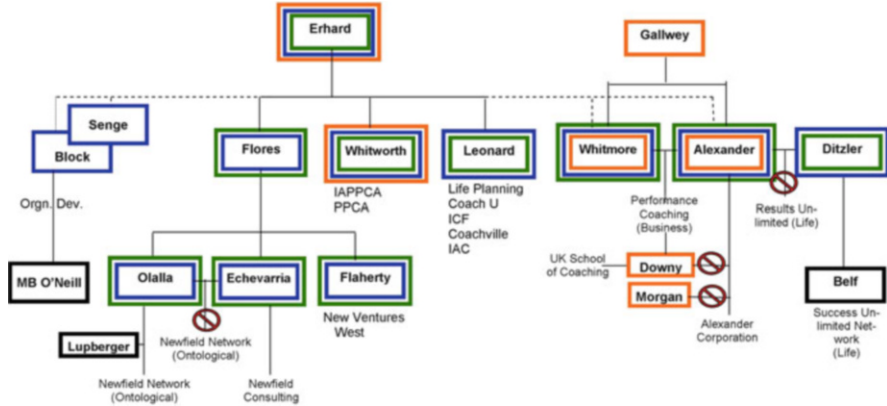 Erhard
Gallwey
Senge
Block
Flores
Whitworth
Leonard
Whitmore
Alexander
Ditzler
IAPPCA
PPCA
Life Planning
Coach U
ICF
Coachville
IAC
Orgn. Dev.
Performance
Coaching
(Business)
Results Un-
limited (Life)
MB O'Neill
Olalla
Echevarria
Flaherty
UK School
of Coaching
Downy
Morgan
Belf
New Ventures
West
Alexander
Corporation
Success Un-
limited Net-
work
(Life)
Lupberger
Newfield Network
(Ontological)
Newfield Network
(Ontological)
Newfield
Consulting